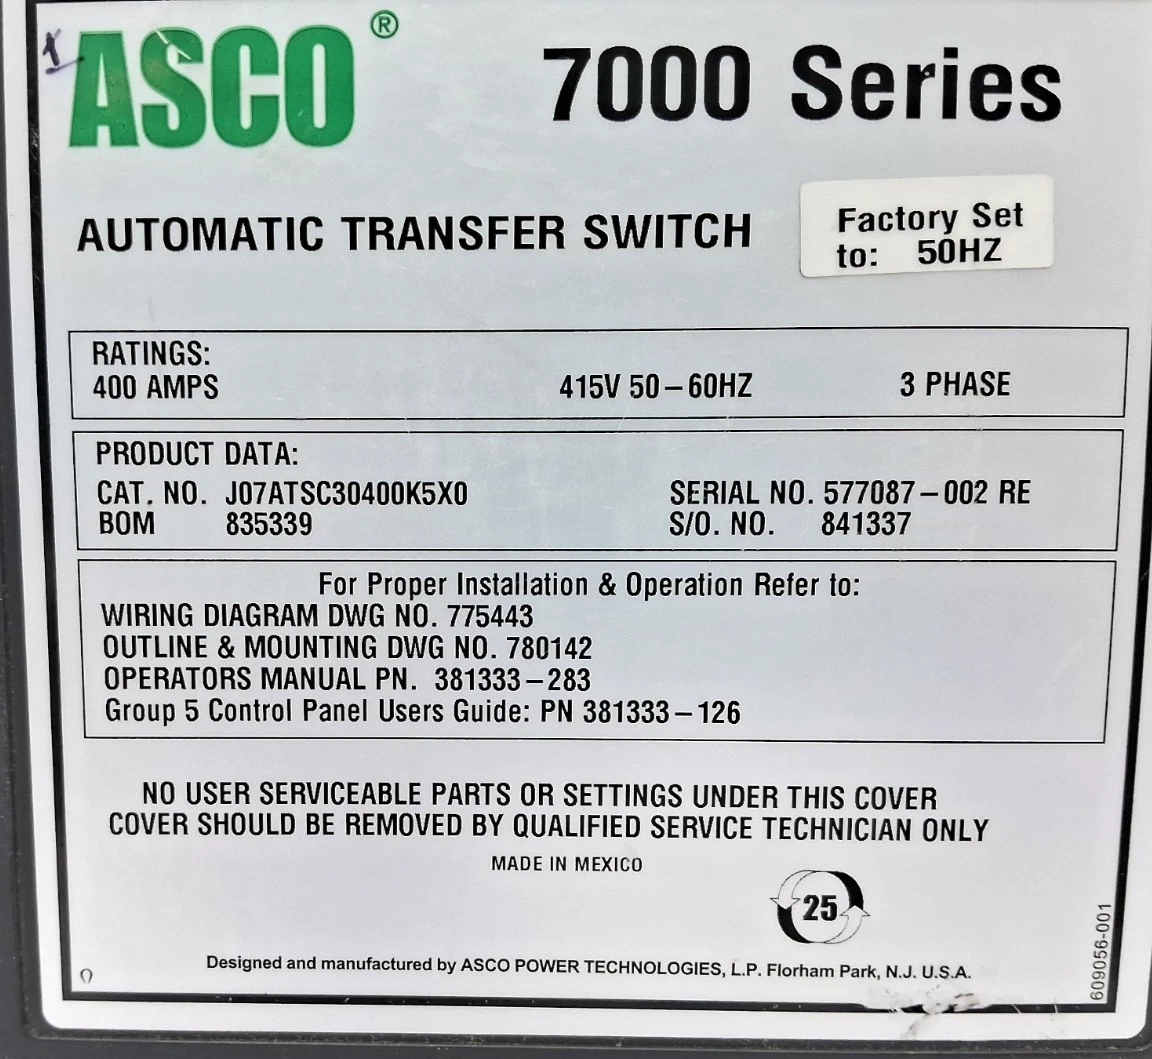 ASCO®
7000 Series
AUTOMATIC TRANSFER SWITCH
Factory Set
to: 50HZ
RATINGS:
400 AMPS 415V 50–60HZ 3 PHASE
PRODUCT DATA:
CAT. NO. J07ATSC30400K5X0 SERIAL NO. 577087–002 RE
BOM 835339 S/O. NO. 841337
For Proper Installation & Operation Refer to:
WIRING DIAGRAM DWG NO. 775443
OUTLINE & MOUNTING DWG NO. 780142
OPERATORS MANUAL PN. 381333–283
Group 5 Control Panel Users Guide: PN 381333–126
NO USER SERVICEABLE PARTS OR SETTINGS UNDER THIS COVER
COVER SHOULD BE REMOVED BY QUALIFIED SERVICE TECHNICIAN ONLY
MADE IN MEXICO
25
Designed and manufactured by ASCO POWER TECHNOLOGIES, L.P. Florham Park, N.J. U.S.A.
609056-001